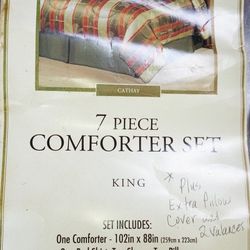 CATHAY
7 PIECE
COMFORTER SET
KING
* Plus
Extra Pillow
Cover and
2 valances
SET INCLUDES:
One Comforter - 102in x 88in (259cm x 223cm)